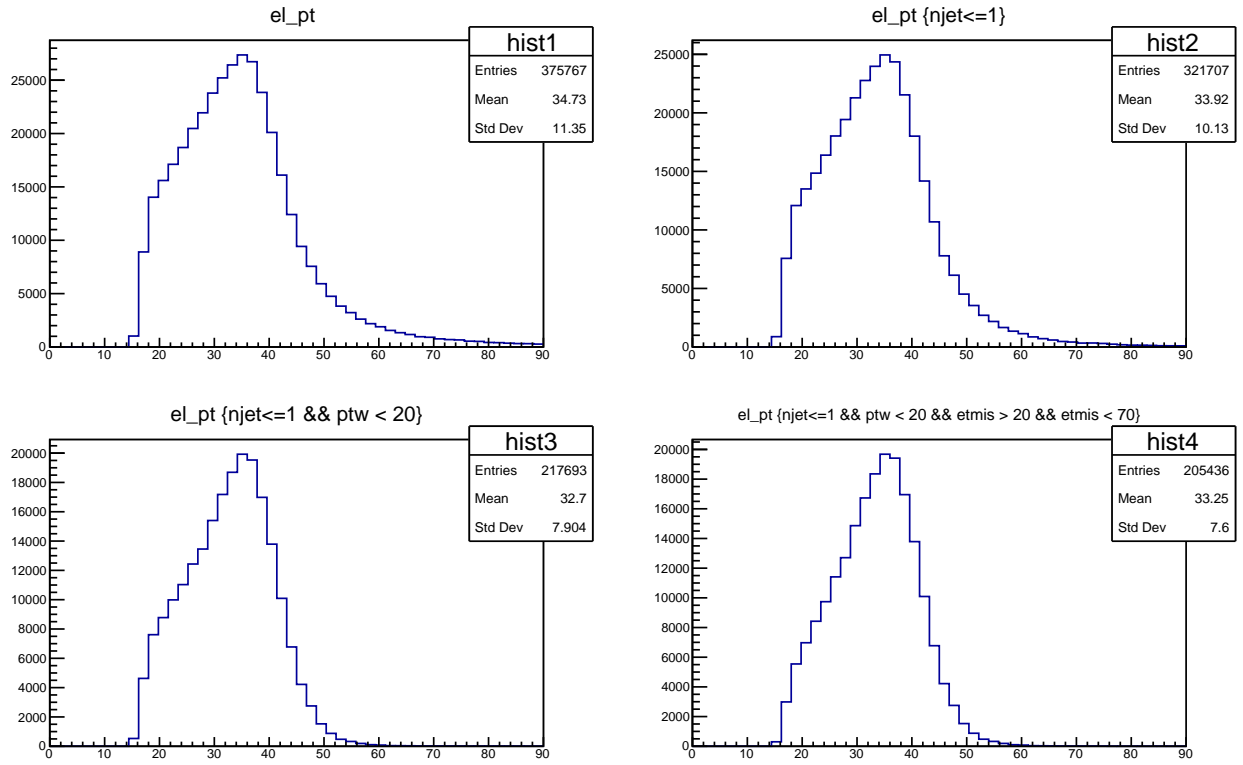 el_pt
hist1
Entries 375767
Mean 34.73
Std Dev 11.35
25000
20000
15000
10000
5000
0
0 10 20 30 40 50 60 70 80 90
el_pt {njet<=1}
hist2
Entries 321707
Mean 33.92
Std Dev 10.13
25000
20000
15000
10000
5000
0
0 10 20 30 40 50 60 70 80 90
el_pt {njet<=1 && ptw < 20}
hist3
Entries 217693
Mean 32.7
Std Dev 7.904
20000
18000
16000
14000
12000
10000
8000
6000
4000
2000
0
0 10 20 30 40 50 60 70 80 90
el_pt {njet<=1 && ptw < 20 && etmis > 20 && etmis < 70}
hist4
Entries 205436
Mean 33.25
Std Dev 7.6
20000
18000
16000
14000
12000
10000
8000
6000
4000
2000
0
0 10 20 30 40 50 60 70 80 90